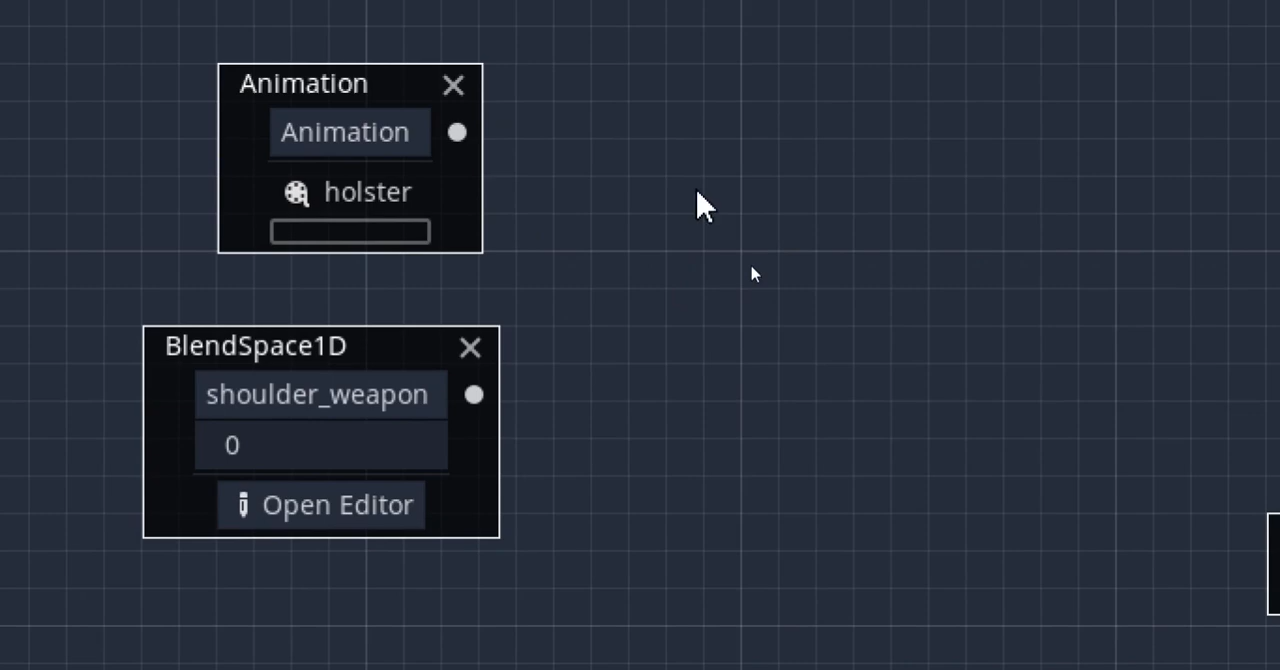 Animation
Animation
holster
BlendSpace1D
shoulder_weapon
0
Open Editor